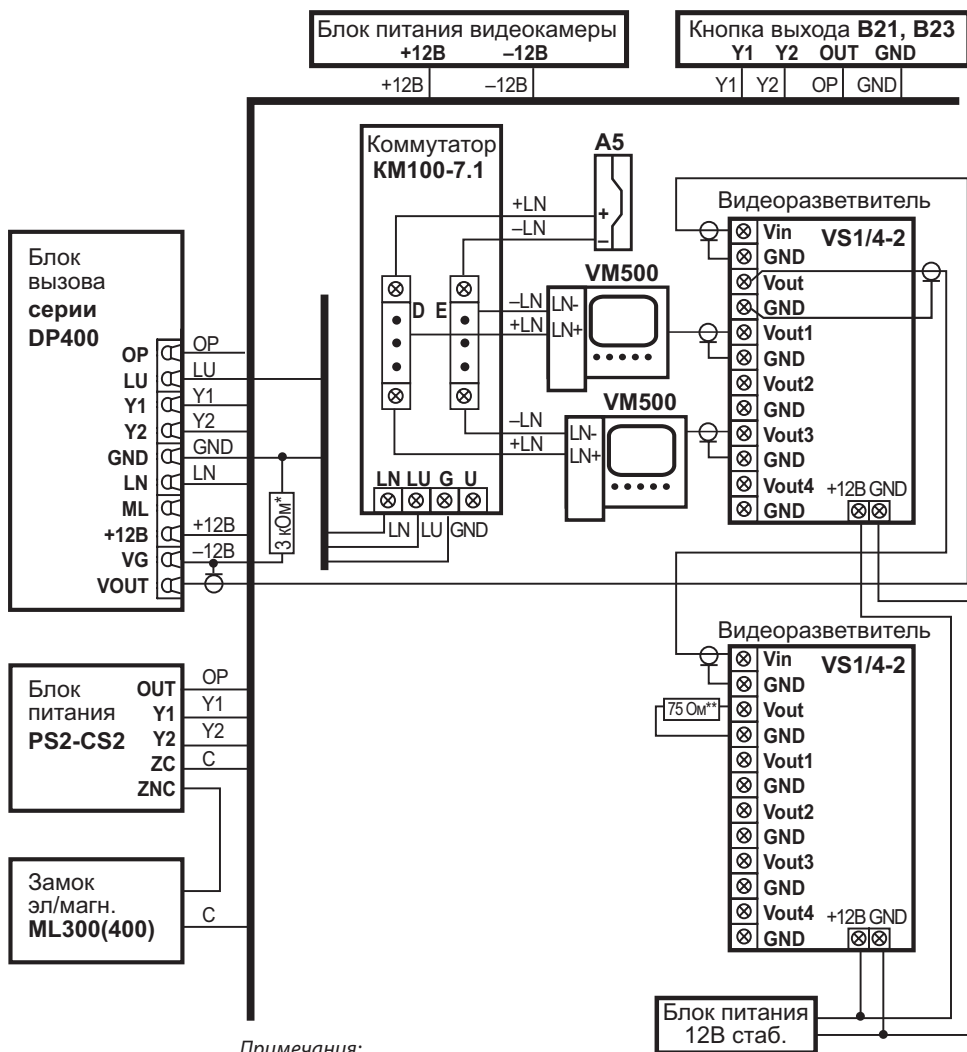 Блок питания видеокамеры
+12В –12В
+12В –12В
Кнопка выхода В21, В23
Y1 Y2 OUT GND
Y1 Y2 OP GND
Коммутатор
КМ100-7.1
A5
+LN
–LN
+
–
D E
VM500
–LN LN-
+LN LN+
VM500
–LN LN-
+LN LN+
LN LU G U
LN LU GND
Видеоразветвитель
VS1/4-2
Vin
GND
Vout
GND
Vout1
GND
Vout2
GND
Vout3
GND
Vout4
GND
+12В GND
Блок
вызова
серии
DP400
OP OP
LU LU
Y1 Y1
Y2 Y2
GND GND
LN LN
ML
+12В +12В
VG –12В
VOUT
3 кОм*
Видеоразветвитель
VS1/4-2
Vin
GND
Vout
GND
Vout1
GND
Vout2
GND
Vout3
GND
Vout4
GND
+12В GND
75 Ом**
Блок
питания
PS2-CS2
OUT OP
Y1 Y1
Y2 Y2
ZC C
ZNC
Замок
эл/магн.
ML300(400)
C
Блок питания
12В стаб.
Примечания: